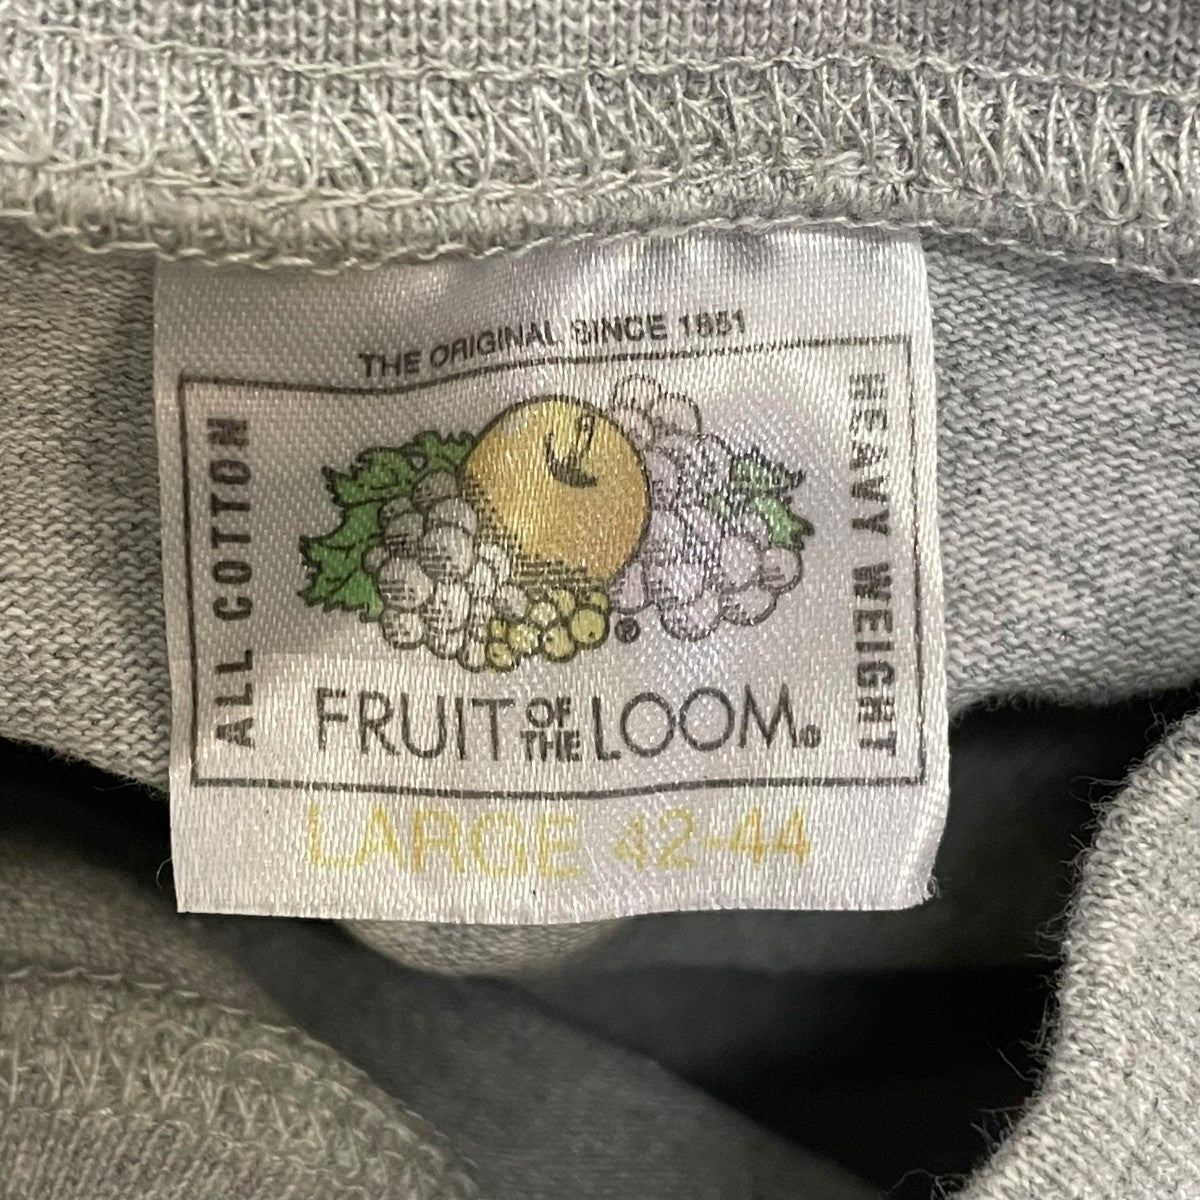 THE ORIGINAL SINCE 1851
ALL COTTON
HEAVY WEIGHT
®
FRUIT OF THE LOOM®
LARGE 42-44